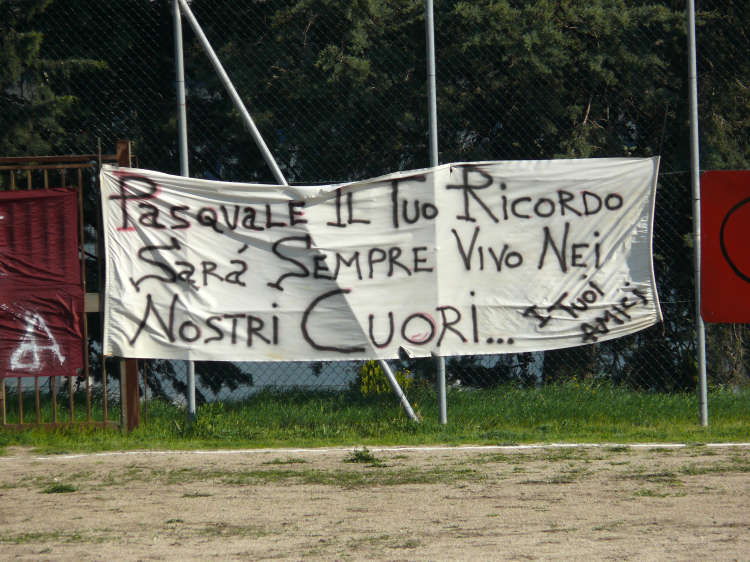 Pasquale Il Tuo Ricordo
Sará Sempre Vivo Nei
Nostri Cuori...
I Tuoi
Amici
A